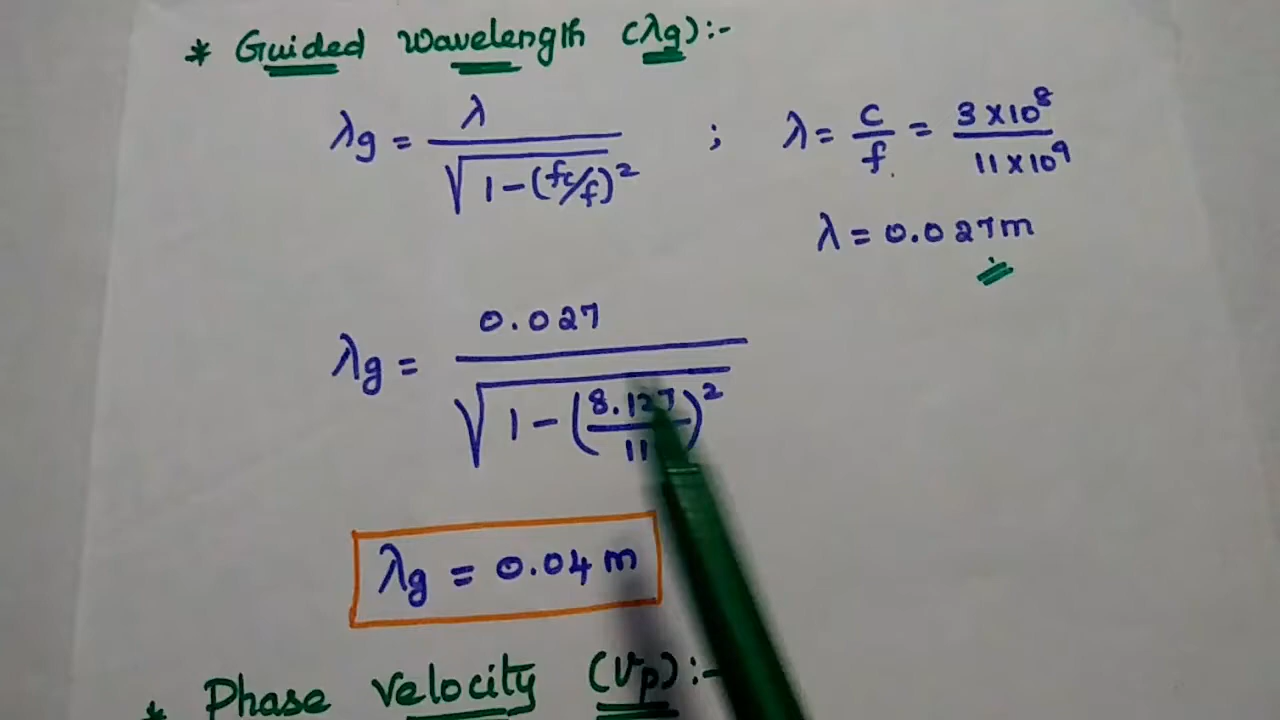 * Guided wavelength (λg):-
λg = λ / √(1-(fc/f)²) ; λ = c/f = 3×10⁸ / 11×10⁹
λ = 0.027m
λg = 0.027 / √(1-(8.127/11)²)
λg = 0.04 m
* Phase velocity (Vp):-